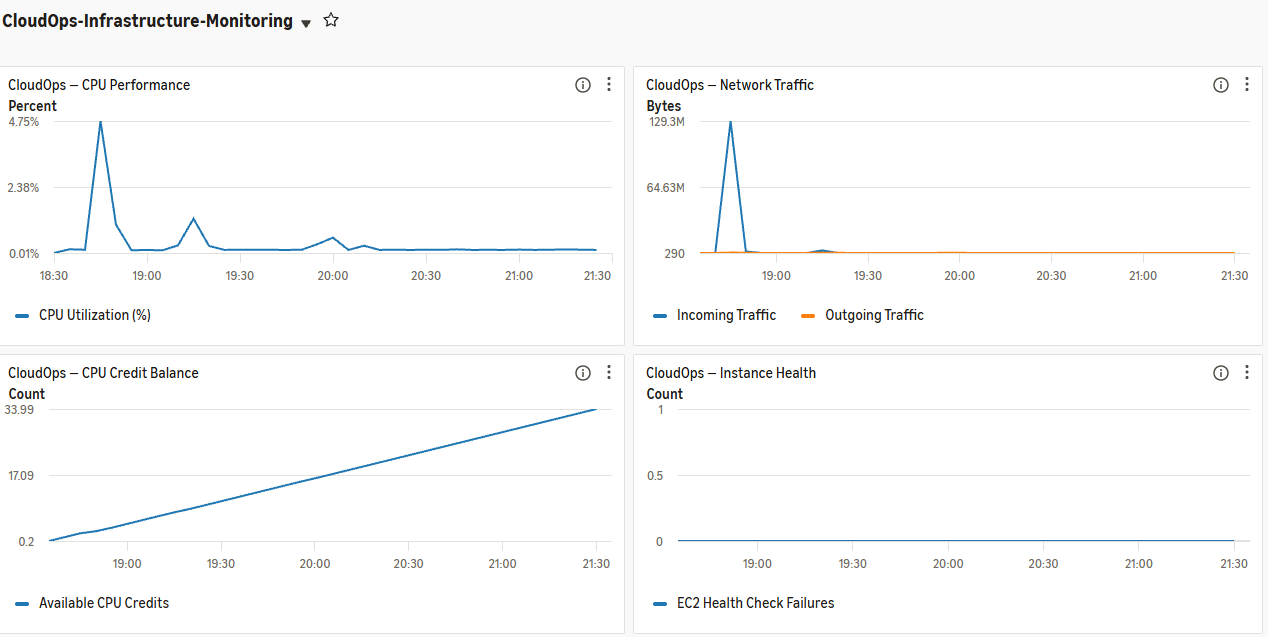 CloudOps-Infrastructure-Monitoring
CloudOps – CPU Performance
Percent
4.75%
2.38%
0.01%
18:30 19:00 19:30 20:00 20:30 21:00 21:30
CPU Utilization (%)
CloudOps – Network Traffic
Bytes
129.3M
64.63M
290
19:00 19:30 20:00 20:30 21:00 21:30
Incoming Traffic Outgoing Traffic
CloudOps – CPU Credit Balance
Count
33.99
17.09
0.2
19:00 19:30 20:00 20:30 21:00 21:30
Available CPU Credits
CloudOps – Instance Health
Count
1
0.5
0
19:00 19:30 20:00 20:30 21:00 21:30
EC2 Health Check Failures